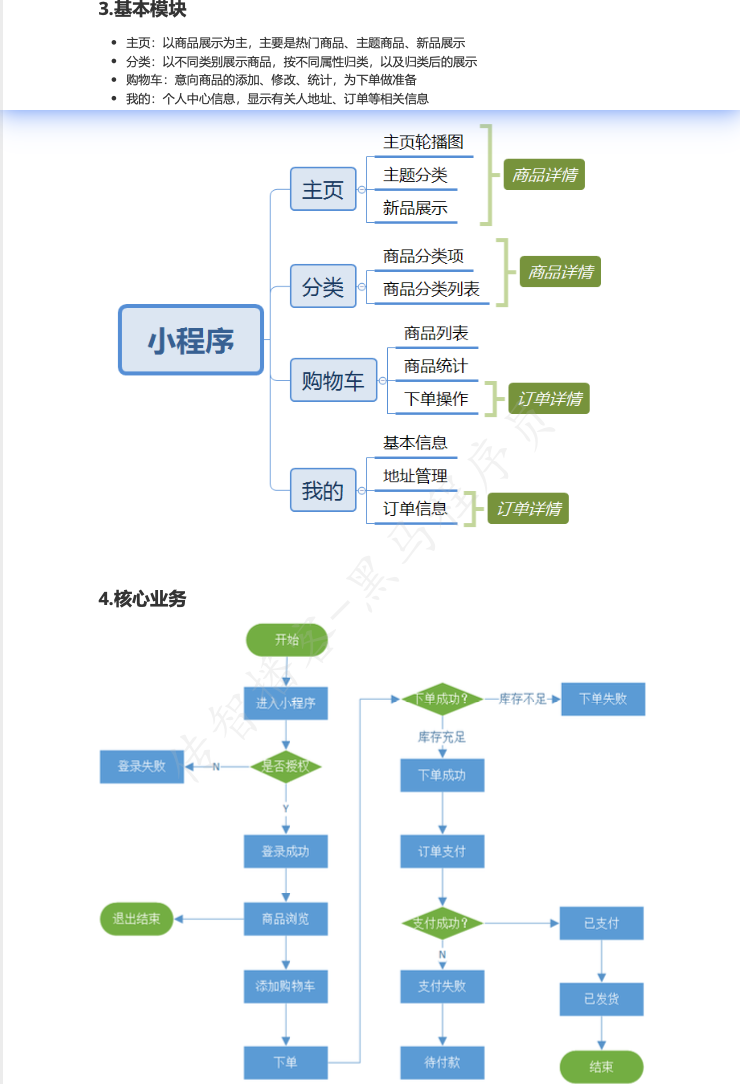 3.基本模块
主页：以商品展示为主，主要是热门商品、主题商品、新品展示
分类：以不同类别展示商品，按不同属性归类，以及归类后的展示
购物车：意向商品的添加、修改、统计，为下单做准备
我的：个人中心信息，显示有关人地址、订单等相关信息
小程序
主页
主页轮播图
主题分类
新品展示
商品详情
分类
商品分类项
商品分类列表
商品详情
购物车
商品列表
商品统计
下单操作
订单详情
我的
基本信息
地址管理
订单信息
订单详情
传智播客-黑马程序员
4.核心业务
开始
进入小程序
是否授权
N
登录失败
Y
登录成功
商品浏览
退出结束
添加购物车
下单
下单成功?
库存不足
下单失败
库存充足
下单成功
订单支付
支付成功?
N
支付失败
待付款
已支付
已发货
结束